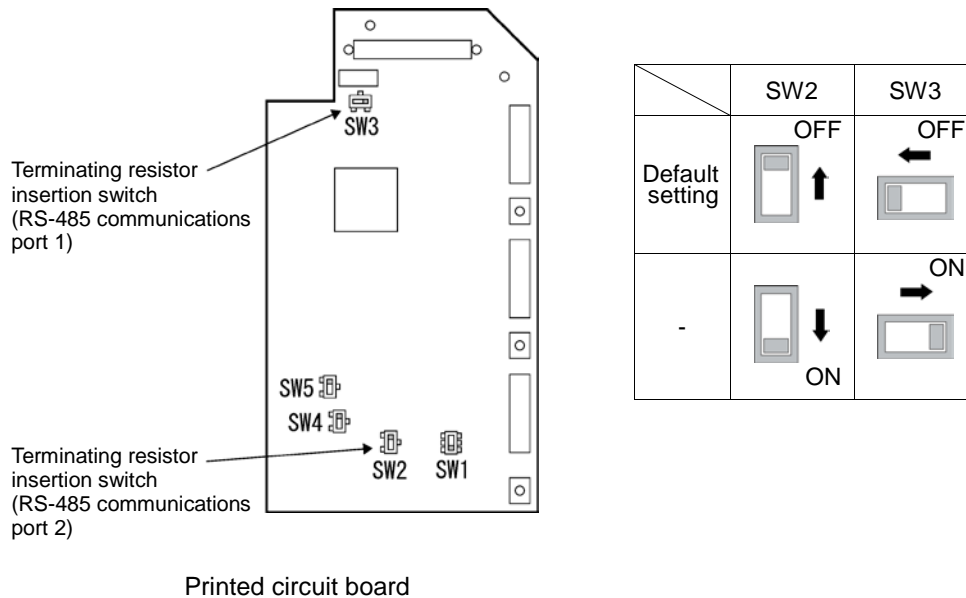 SW3
Terminating resistor
insertion switch
(RS-485 communications
port 1)
SW5
SW4
SW2
SW1
Terminating resistor
insertion switch
(RS-485 communications
port 2)
Printed circuit board
SW2 SW3
Default
setting
OFF OFF
-
ON
ON